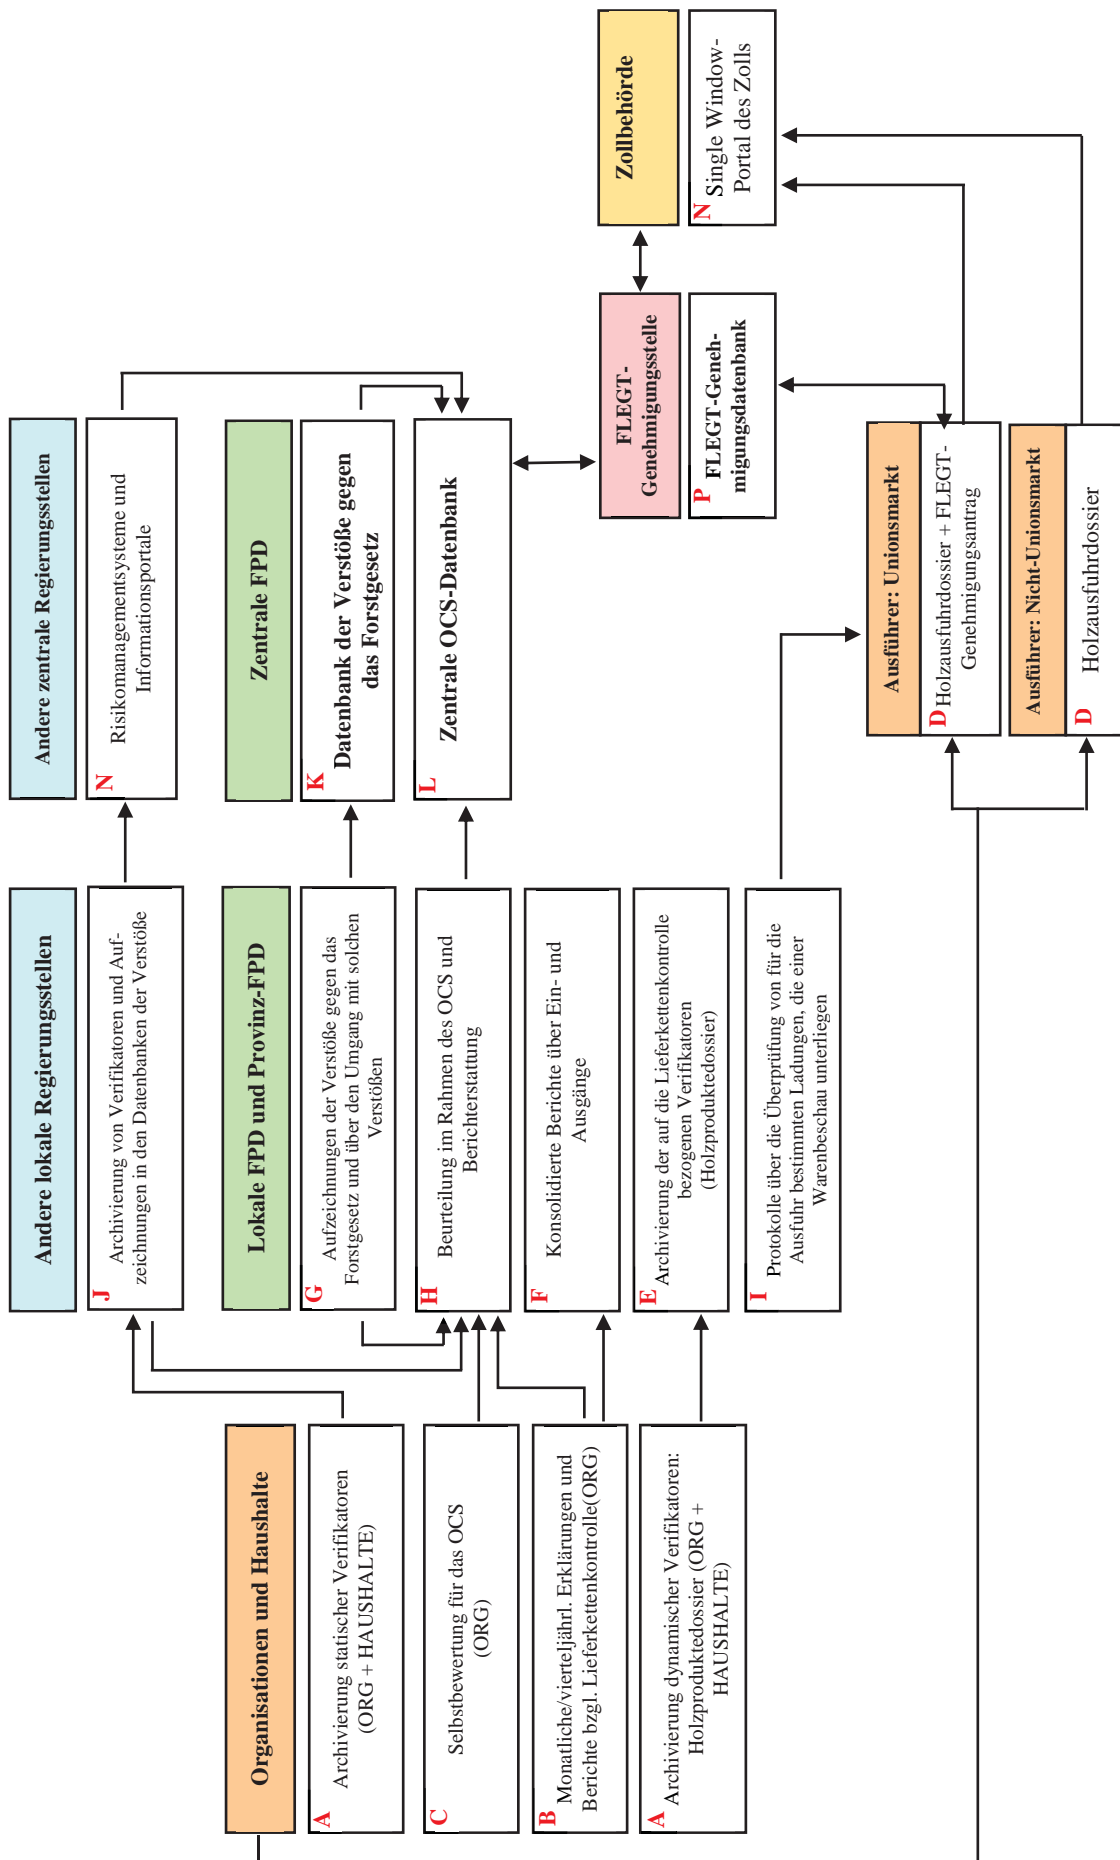 Organisationen und Haushalte
A
Archivierung statischer Verifikatoren
(ORG + HAUSHALTE)
C
Selbstbewertung für das OCS
(ORG)
B
Monatliche/vierteljährl. Erklärungen und
Berichte bzgl. Lieferkettenkontrolle(ORG)
A
Archivierung dynamischer Verifikatoren:
Holzproduktedossier (ORG +
HAUSHALTE)
Andere lokale Regierungsstellen
J
Archivierung von Verifikatoren und Auf-
zeichnungen in den Datenbanken der Verstöße
Lokale FPD und Provinz-FPD
G
Aufzeichnungen der Verstöße gegen das
Forstgesetz und über den Umgang mit solchen
Verstößen
H
Beurteilung im Rahmen des OCS und
Berichterstattung
F
Konsolidierte Berichte über Ein- und
Ausgänge
E
Archivierung der auf die Lieferkettenkontrolle
bezogenen Verifikatoren
(Holzproduktedossier)
I
Protokolle über die Überprüfung von für die
Ausfuhr bestimmten Ladungen, die einer
Warenbeschau unterliegen
Andere zentrale Regierungsstellen
N
Risikomanagementsysteme und
Informationsportale
Zentrale FPD
K
Datenbank der Verstöße gegen
das Forstgesetz
L
Zentrale OCS-Datenbank
FLEGT-
Genehmigungsstelle
P
FLEGT-Geneh-
migungsdatenbank
Ausführer: Unionsmarkt
D
Holzausfuhrdossier + FLEGT-
Genehmigungsantrag
Ausführer: Nicht-Unionsmarkt
D
Holzausfuhrdossier
Zollbehörde
N
Single Window-
Portal des Zolls